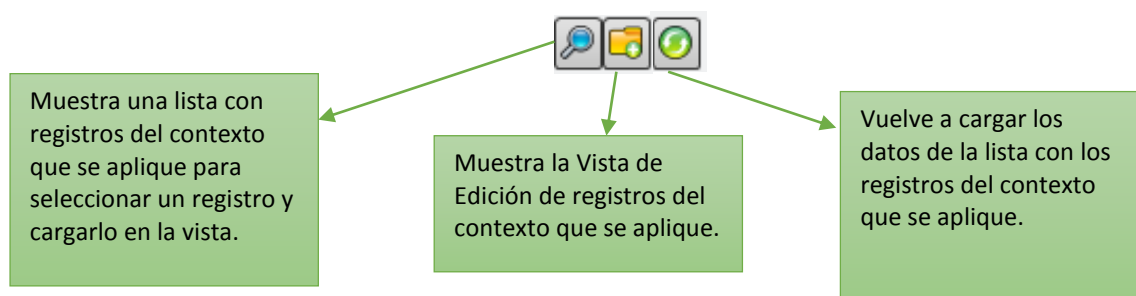 Muestra una lista con
registros del contexto
que se aplique para
seleccionar un registro y
cargarlo en la vista.
Muestra la Vista de
Edición de registros del
contexto que se aplique.
Vuelve a cargar los
datos de la lista con los
registros del contexto
que se aplique.